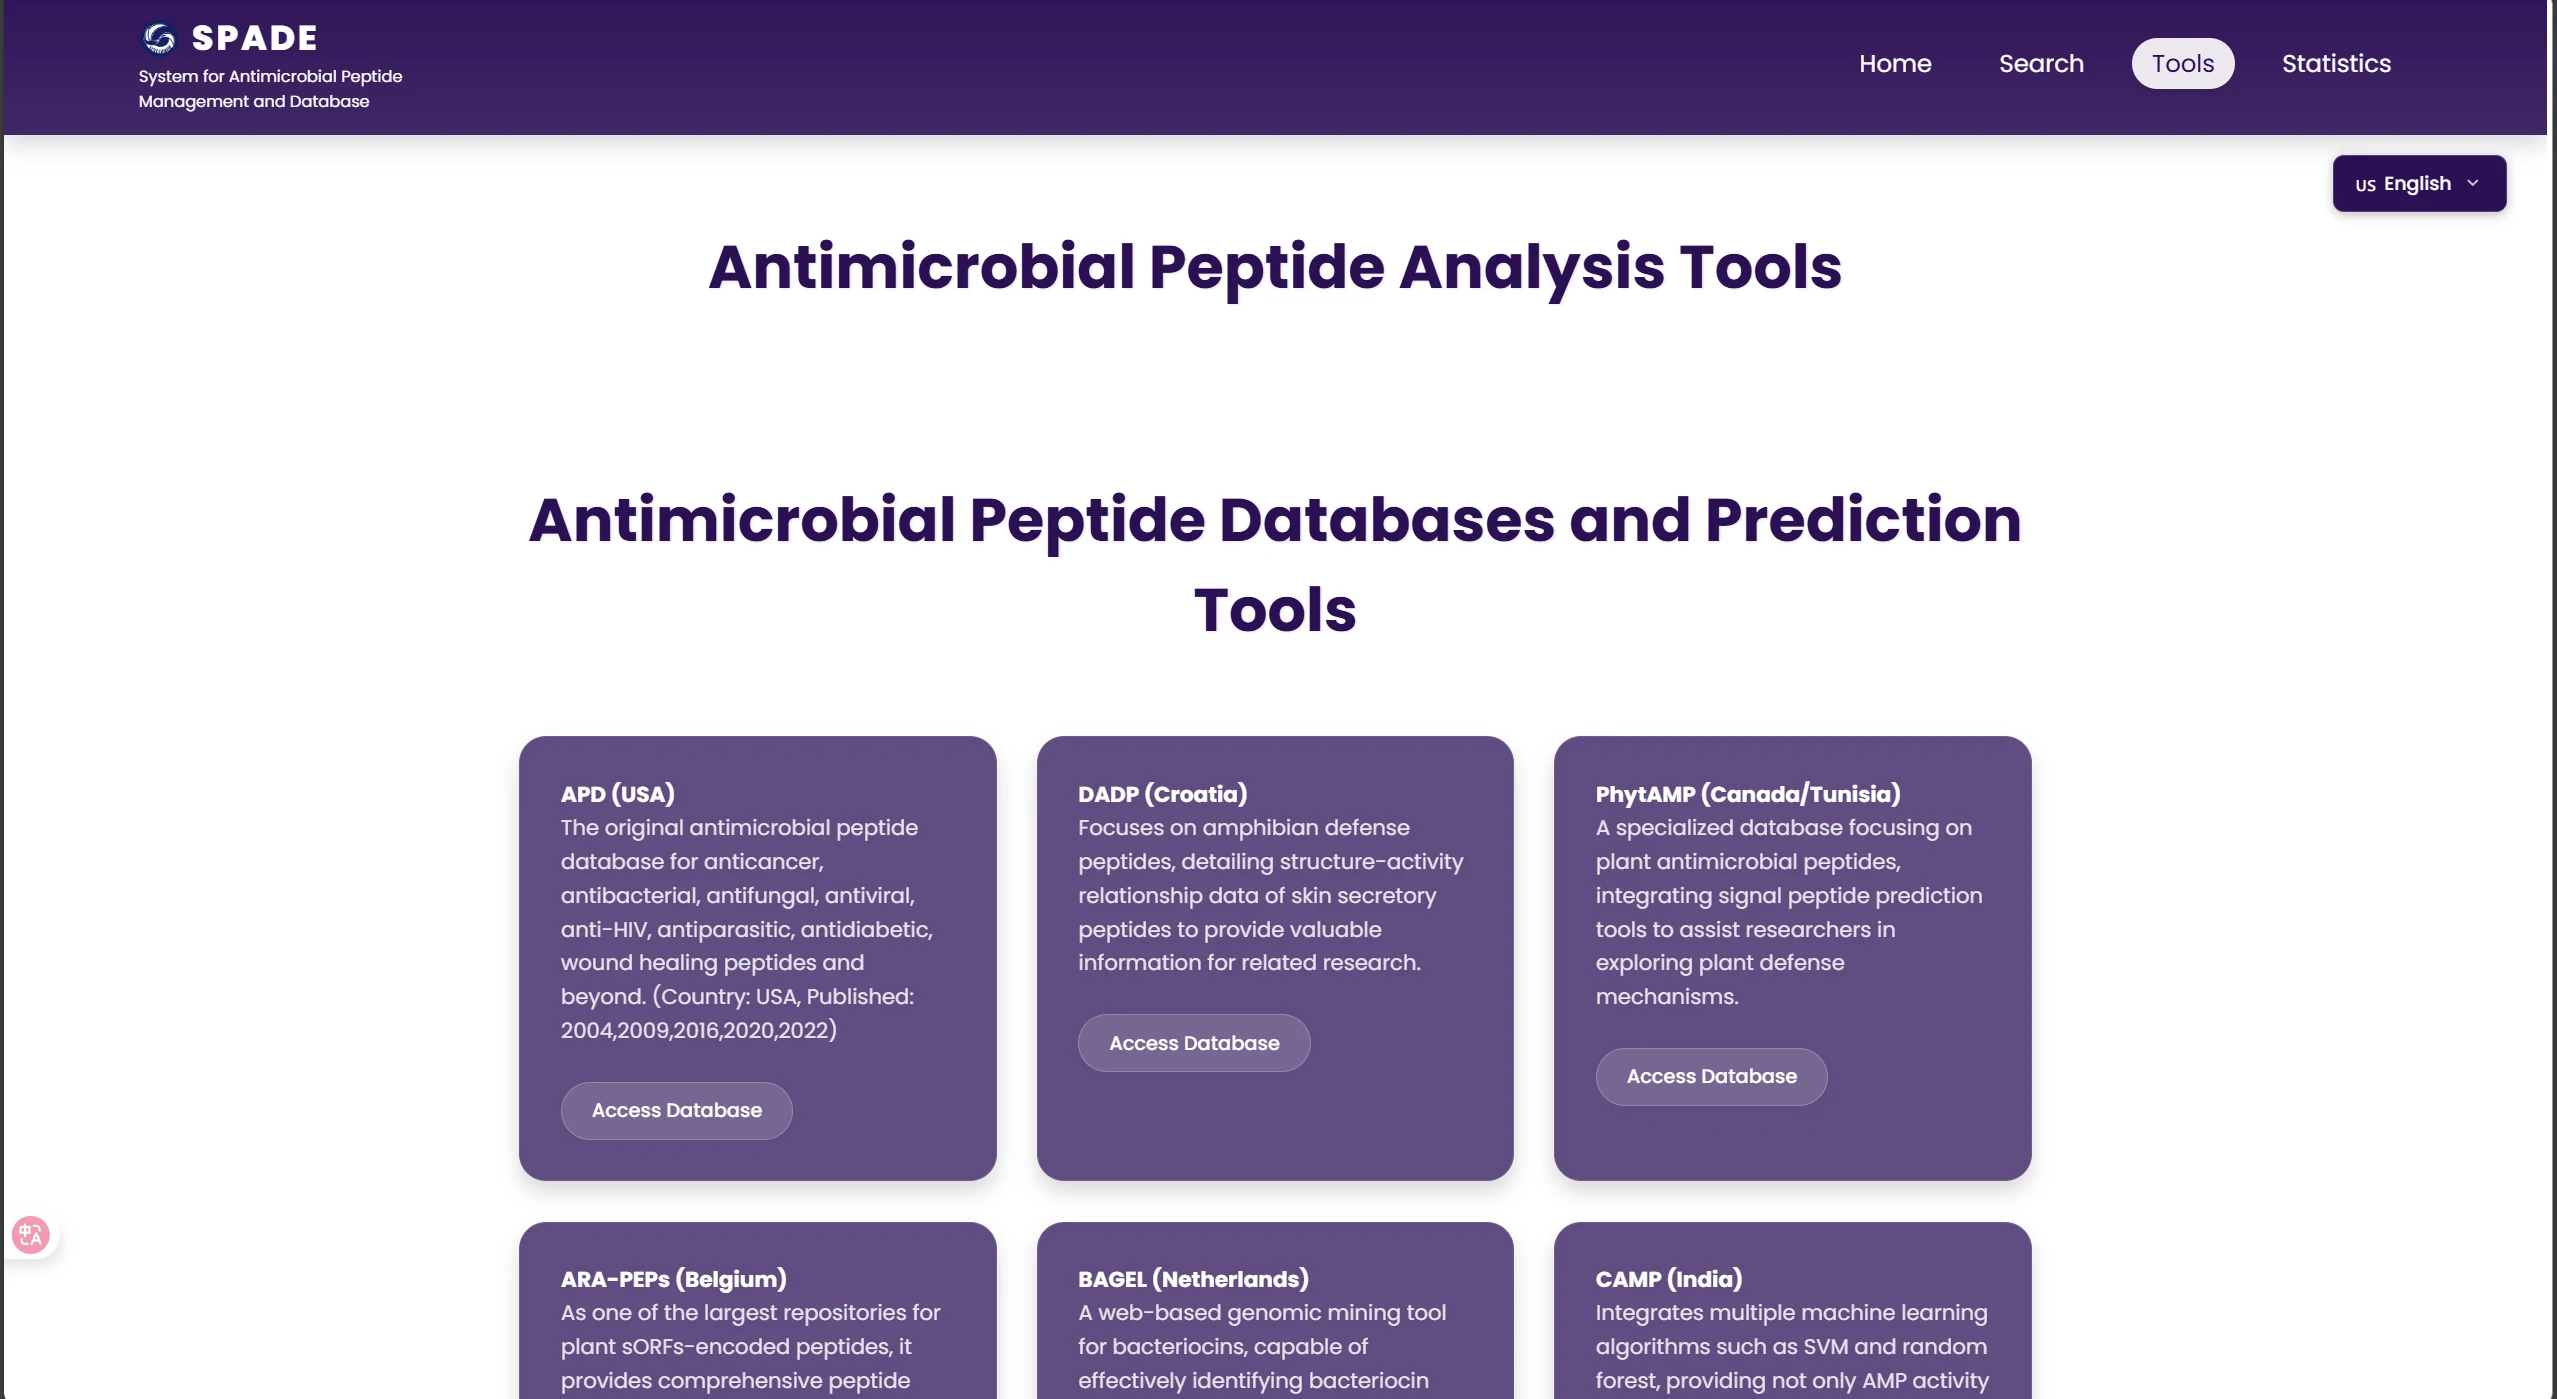 SPADE
System for Antimicrobial Peptide
Management and Database
Home
Search
Tools
Statistics
US English
Antimicrobial Peptide Analysis Tools
Antimicrobial Peptide Databases and Prediction
Tools
APD (USA)
The original antimicrobial peptide
database for anticancer,
antibacterial, antifungal, antiviral,
anti-HIV, antiparasitic, antidiabetic,
wound healing peptides and
beyond. (Country: USA, Published:
2004,2009,2016,2020,2022)
Access Database
DADP (Croatia)
Focuses on amphibian defense
peptides, detailing structure-activity
relationship data of skin secretory
peptides to provide valuable
information for related research.
Access Database
PhytAMP (Canada/Tunisia)
A specialized database focusing on
plant antimicrobial peptides,
integrating signal peptide prediction
tools to assist researchers in
exploring plant defense
mechanisms.
Access Database
ARA-PEPs (Belgium)
As one of the largest repositories for
plant sORFs-encoded peptides, it
provides comprehensive peptide
BAGEL (Netherlands)
A web-based genomic mining tool
for bacteriocins, capable of
effectively identifying bacteriocin
CAMP (India)
Integrates multiple machine learning
algorithms such as SVM and random
forest, providing not only AMP activity
中 A